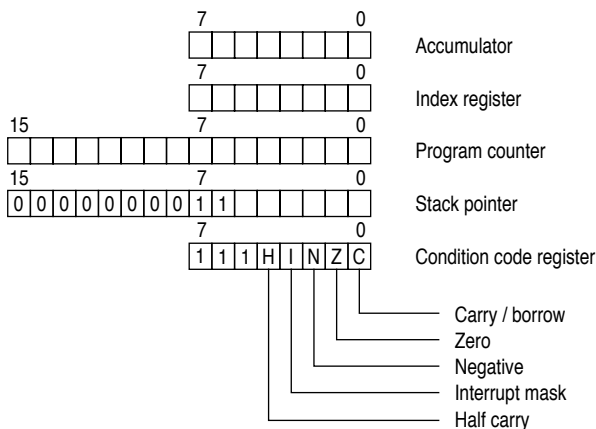 7 0
Accumulator
7 0
Index register
15 7 0
Program counter
15 7 0
0 0 0 0 0 0 0 0 1 1 Stack pointer
7 0
1 1 1 H I N Z C Condition code register
Carry / borrow
Zero
Negative
Interrupt mask
Half carry